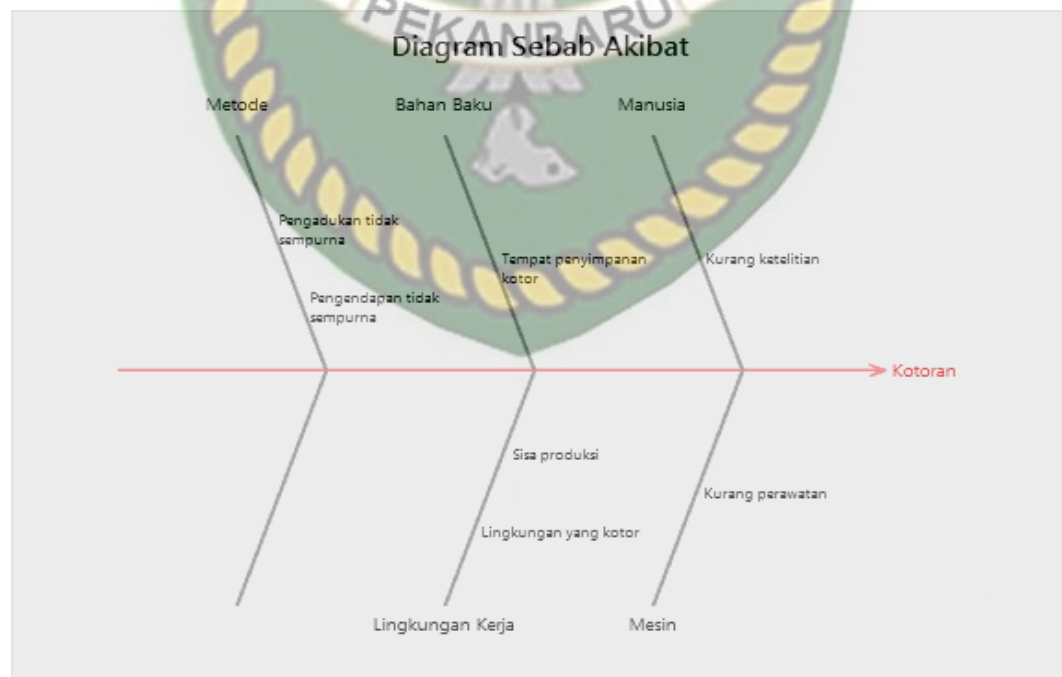 PEKANBARU
Diagram Sebab Akibat
Metode
Bahan Baku
Manusia
Pengadukan tidak
sempurna
Tempat penyimpanan
kotor
Kurang ketelitian
Pengendapan tidak
sempurna
Kotoran
Sisa produksi
Kurang perawatan
Lingkungan yang kotor
Lingkungan Kerja
Mesin